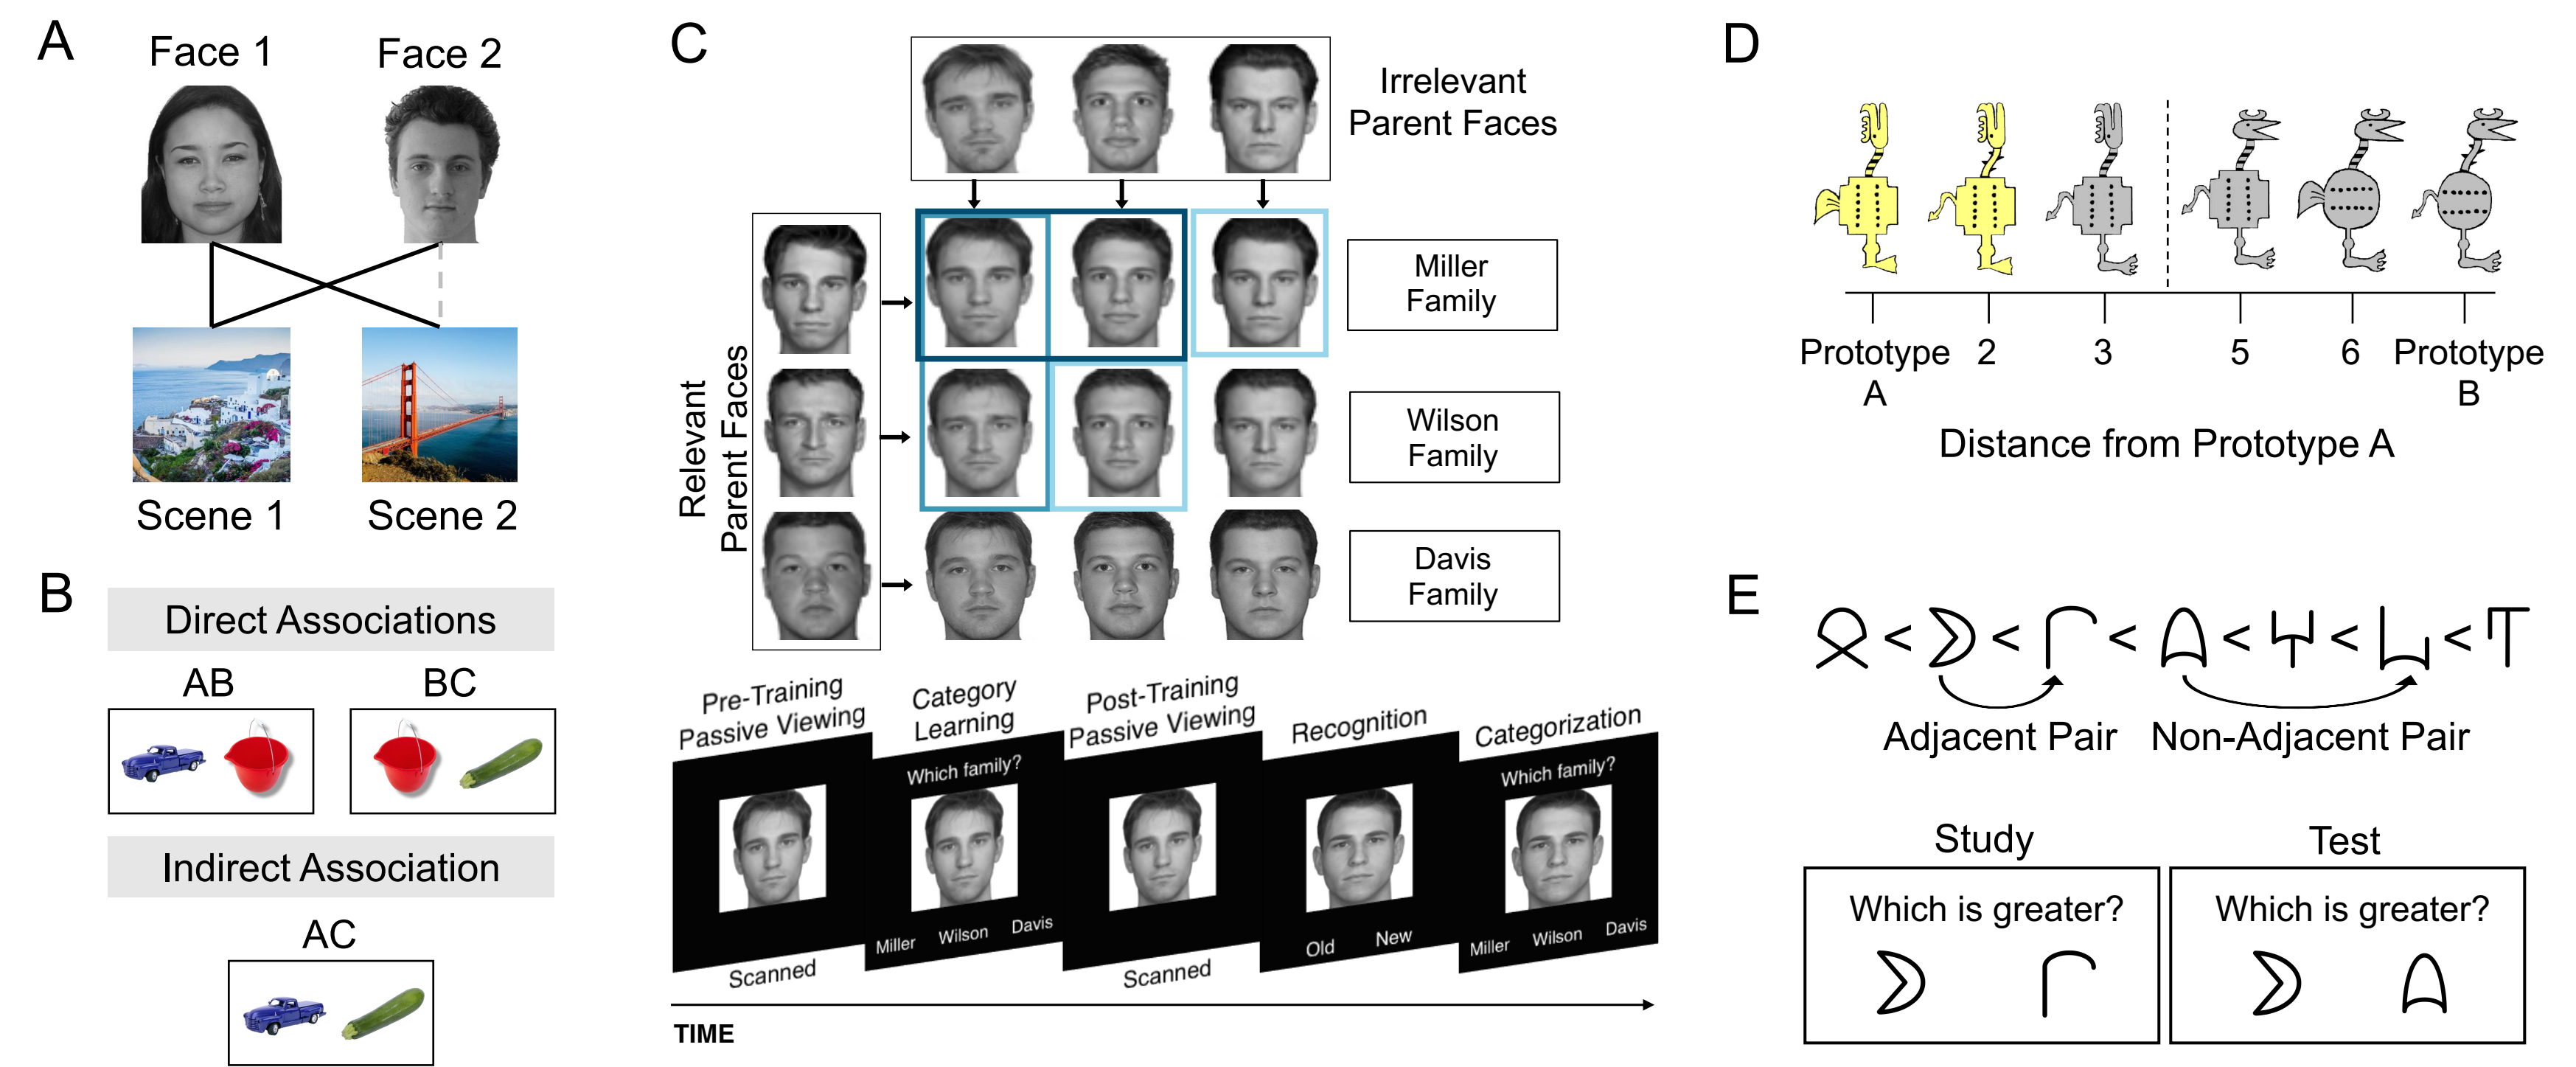 A
Face 1
Face 2
Scene 1
Scene 2
B
Direct Associations
AB
BC
Indirect Association
AC
C
Irrelevant
Parent Faces
Relevant
Parent Faces
Miller
Family
Wilson
Family
Davis
Family
Pre-Training
Passive Viewing
Scanned
Category
Learning
Which family?
Miller Wilson Davis
Post-Training
Passive Viewing
Scanned
Recognition
Old New
Categorization
Which family?
Miller Wilson Davis
TIME
D
Prototype
A
2
3
5
6
Prototype
B
Distance from Prototype A
E
< < < < < <
Adjacent Pair
Non-Adjacent Pair
Study
Which is greater?
Test
Which is greater?